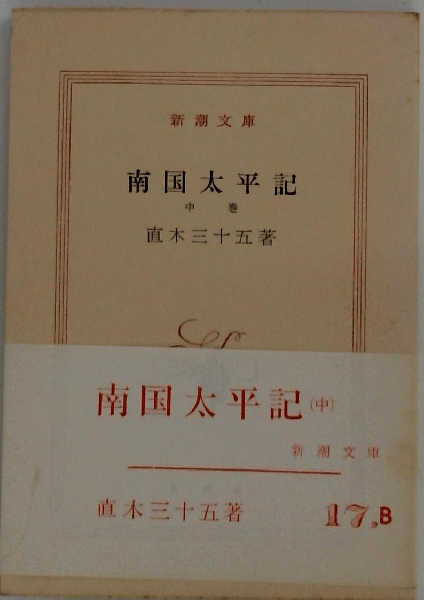 新潮文庫
南国太平記
中巻
直木三十五著
南国太平記(中)
新潮文庫
直木三十五著
17.B